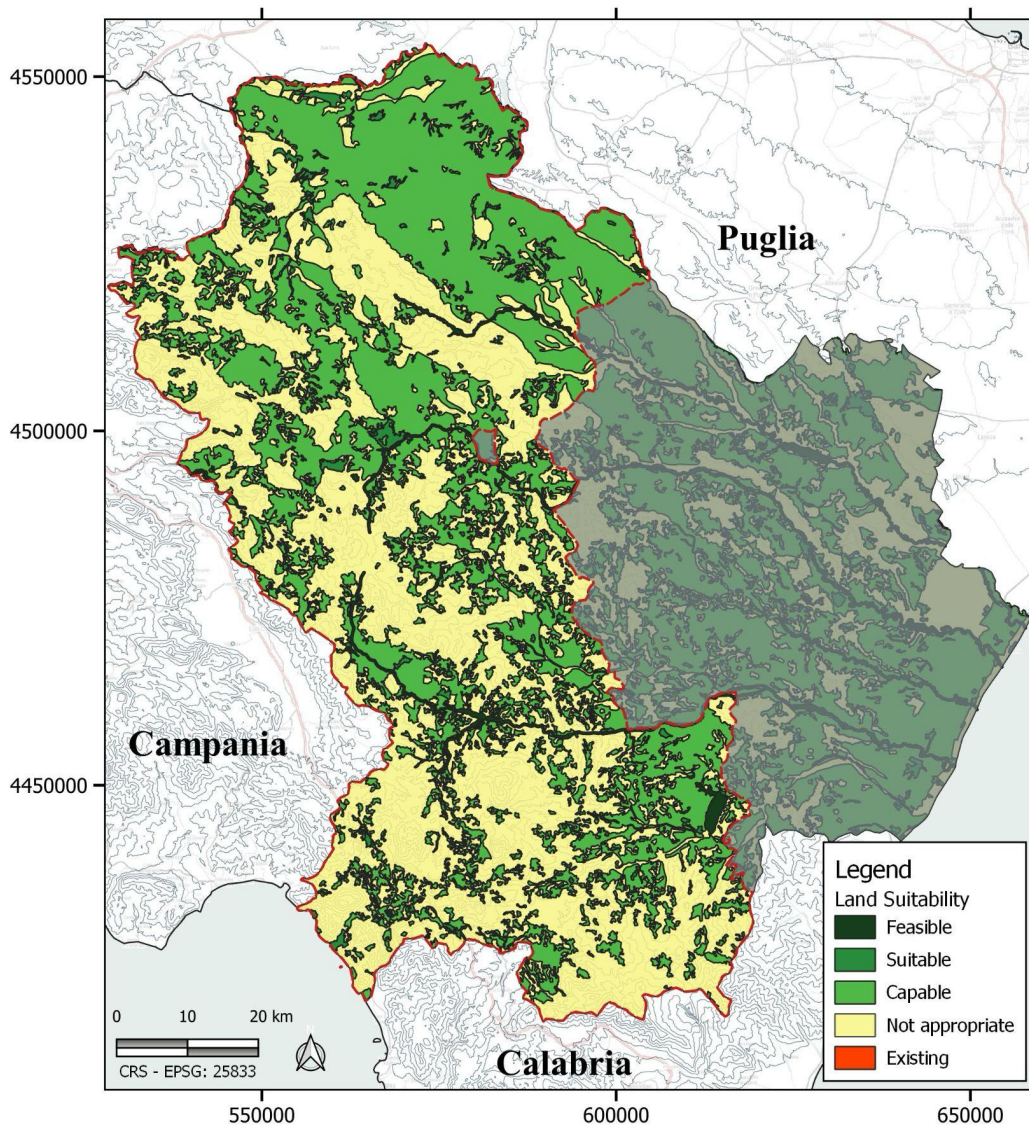 4550000
Puglia
4500000
Campania
4450000
Legend
Land Suitability
Feasible
Suitable
Capable
Not appropriate
Existing
0 10 20 km
CRS - EPSG: 25833
Calabria
550000 600000 650000